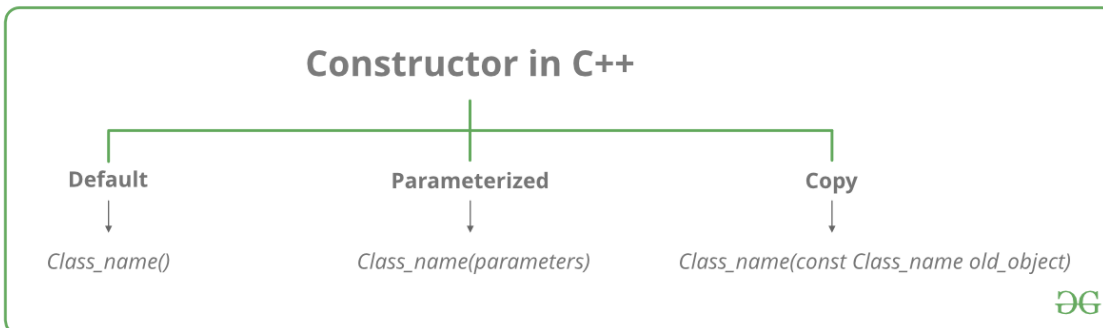 Constructor in C++
Default
Parameterized
Copy
Class_name()
Class_name(parameters)
Class_name(const Class_name old_object)